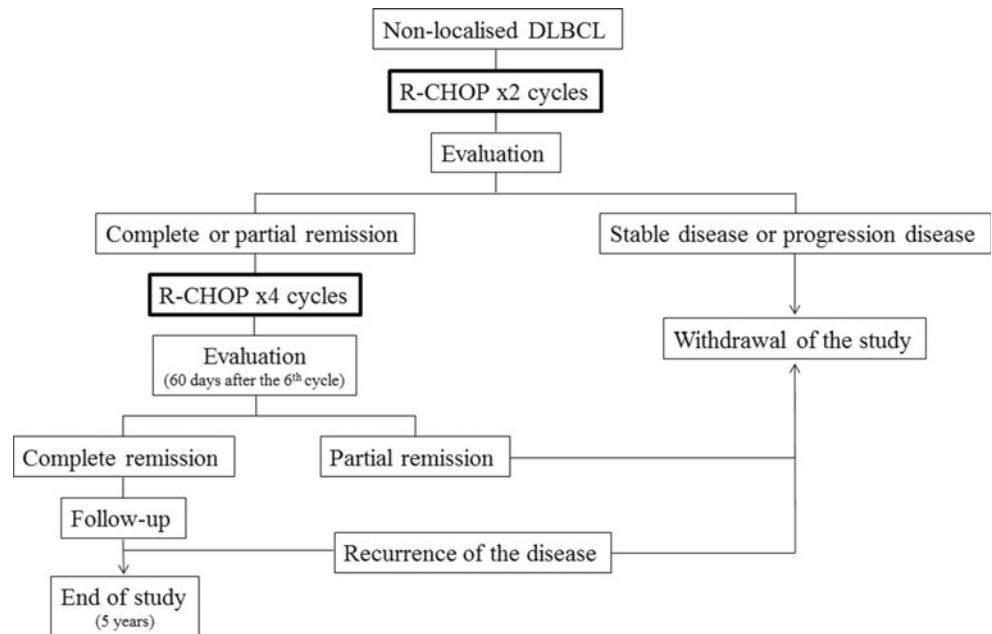 Non-localised DLBCL
R-CHOP x2 cycles
Evaluation
Complete or partial remission
Stable disease or progression disease
R-CHOP x4 cycles
Withdrawal of the study
Evaluation
(60 days after the 6th cycle)
Complete remission
Partial remission
Follow-up
Recurrence of the disease
End of study
(5 years)